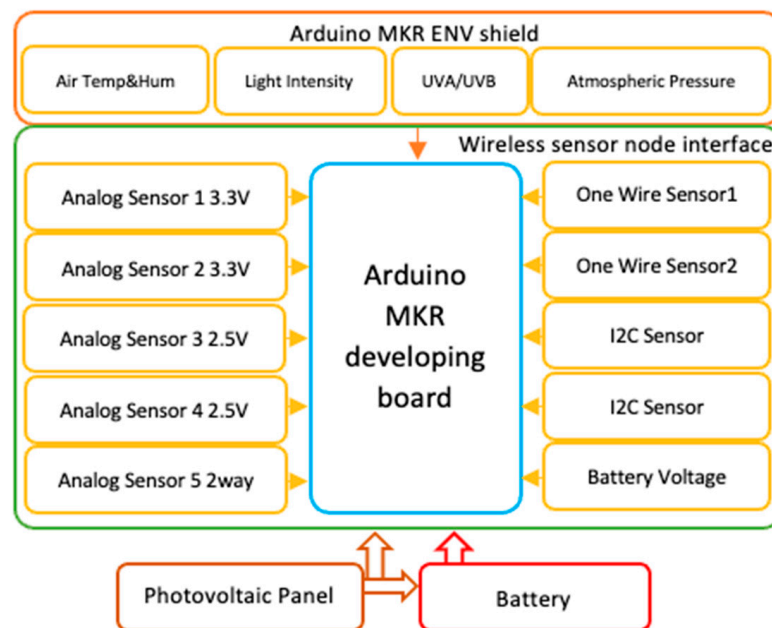 Arduino MKR ENV shield
Air Temp&Hum
Light Intensity
UVA/UVB
Atmospheric Pressure
Wireless sensor node interface
Analog Sensor 1 3.3V
Analog Sensor 2 3.3V
Analog Sensor 3 2.5V
Analog Sensor 4 2.5V
Analog Sensor 5 2way
Arduino
MKR
developing
board
One Wire Sensor1
One Wire Sensor2
I2C Sensor
I2C Sensor
Battery Voltage
Photovoltaic Panel
Battery